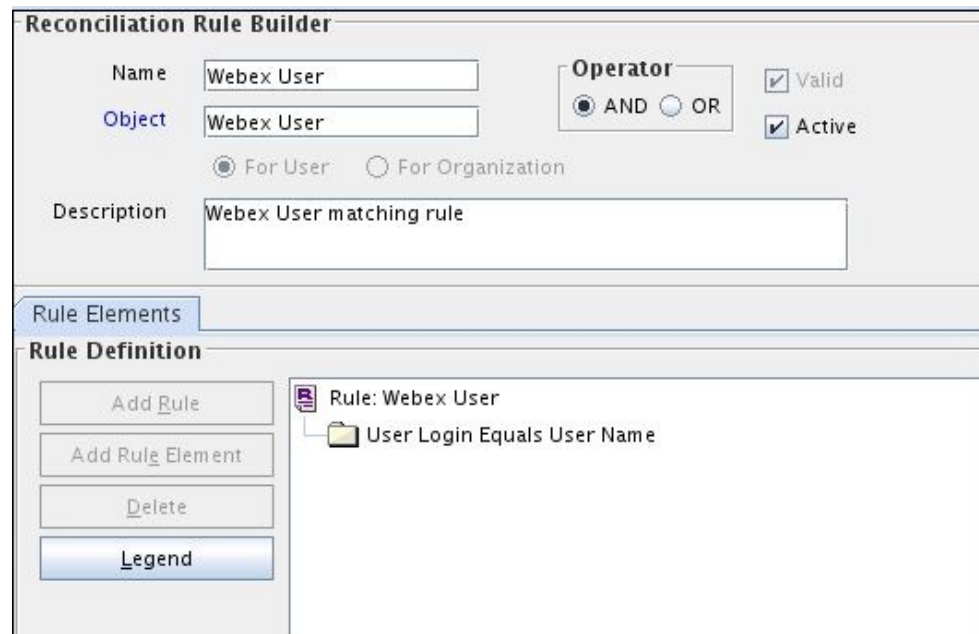 Reconciliation Rule Builder
Name
Webex User
Operator
AND
OR
Valid
Object
Webex User
Active
For User
For Organization
Description
Webex User matching rule
Rule Elements
Rule Definition
Add Rule
Rule: Webex User
User Login Equals User Name
Add Rule Element
Delete
Legend